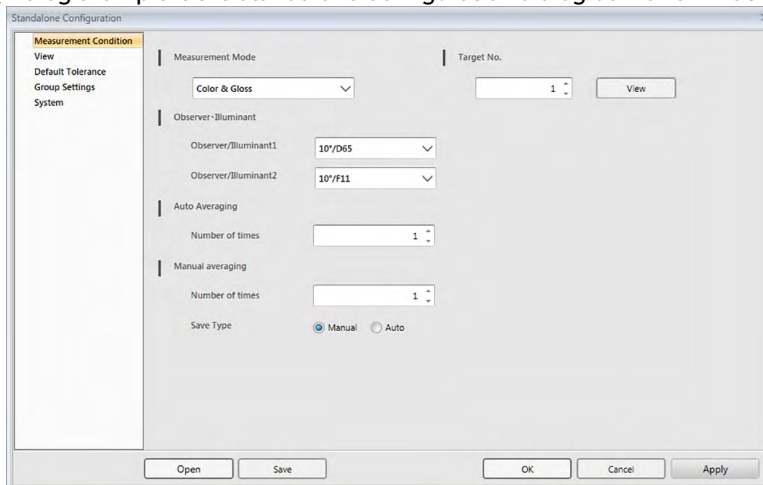 Standalone Configuration
Measurement Condition
View
Default Tolerance
Group Settings
System
Measurement Mode
Color & Gloss
Target No.
1
View
Observer･Illuminant
Observer/Illuminant1
10°/D65
Observer/Illuminant2
10°/F11
Auto Averaging
Number of times
1
Manual averaging
Number of times
1
Save Type
Manual
Auto
Open
Save
OK
Cancel
Apply